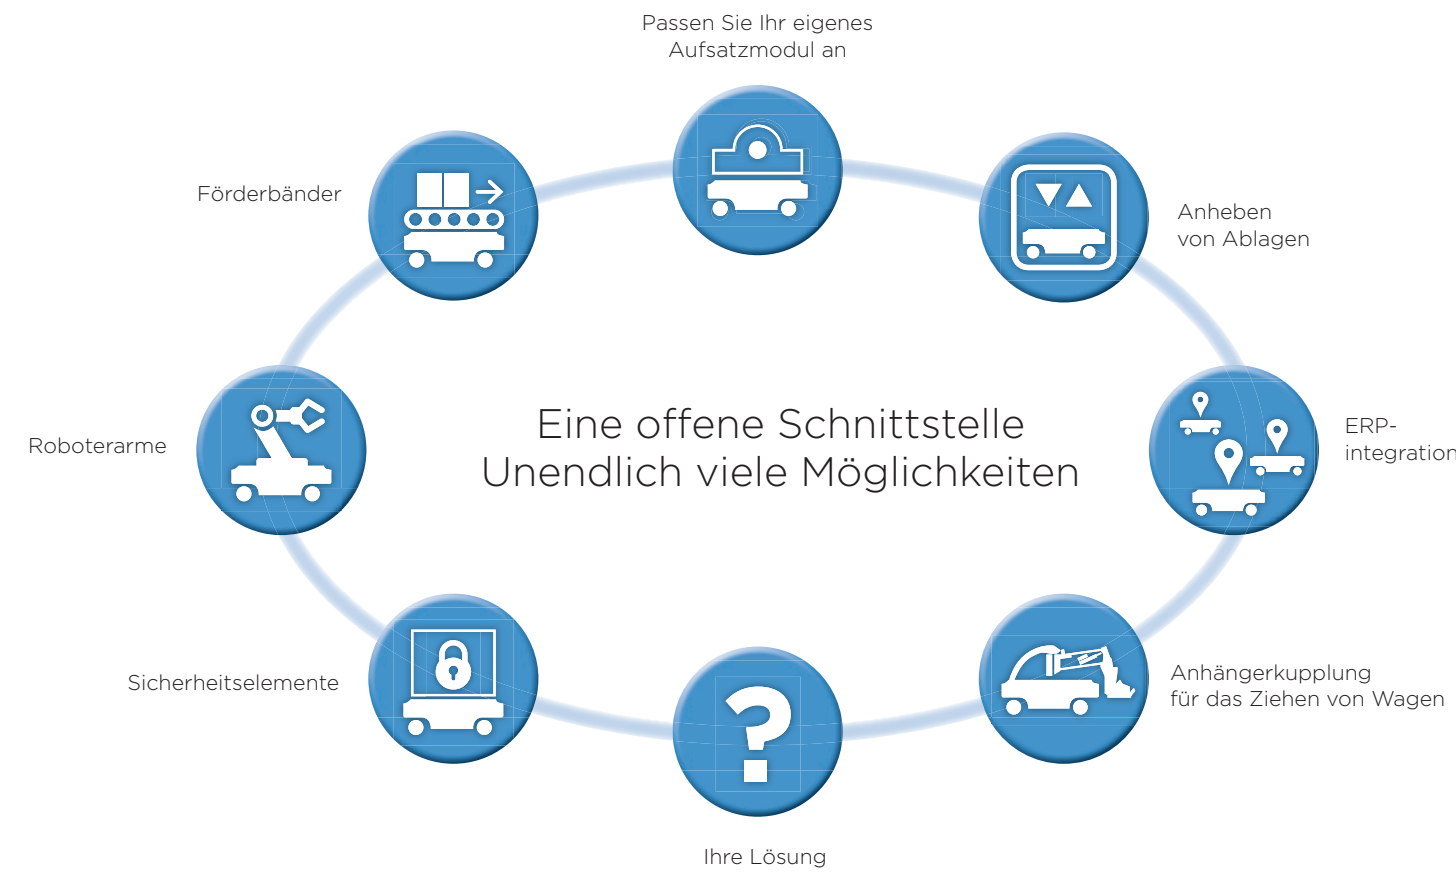 Passen Sie Ihr eigenes
Aufsatzmodul an
Förderbänder
Anheben
von Ablagen
Roboterarme
Eine offene Schnittstelle
Unendlich viele Möglichkeiten
ERP-
integration
Sicherheitselemente
Anhängerkupplung
für das Ziehen von Wagen
?
Ihre Lösung